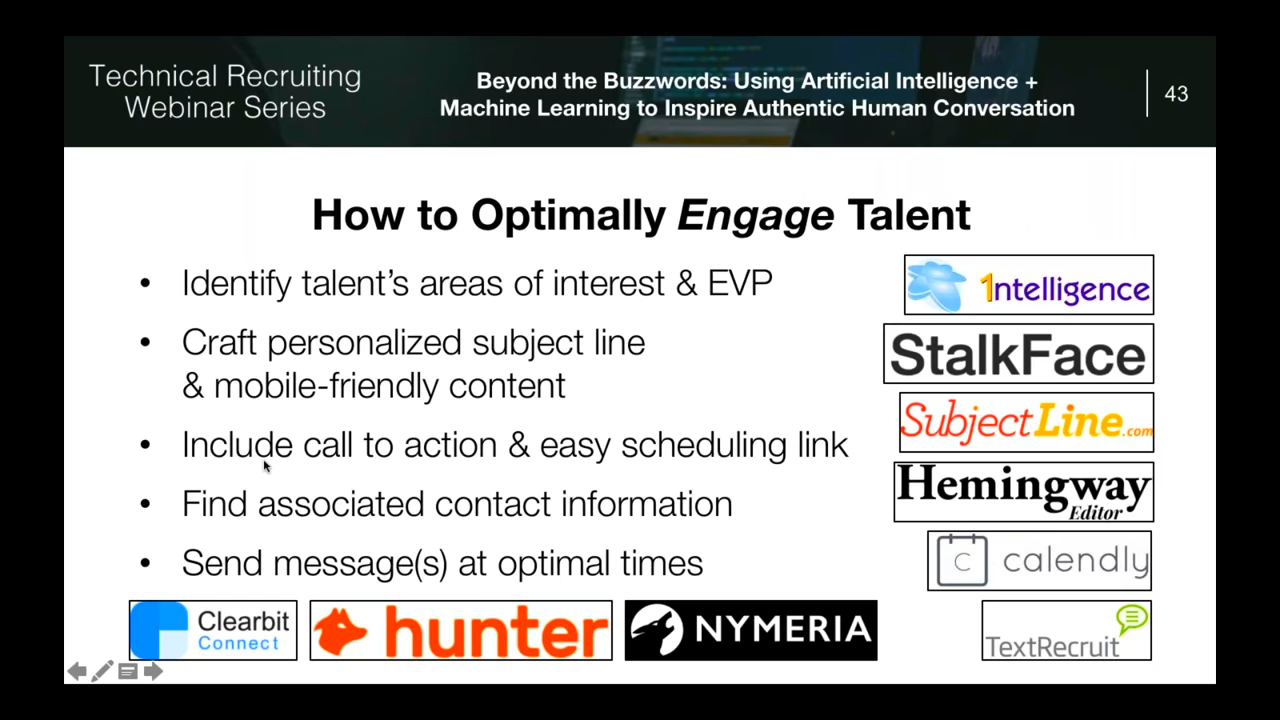 Technical Recruiting
Webinar Series
Beyond the Buzzwords: Using Artificial Intelligence +
Machine Learning to Inspire Authentic Human Conversation
43
How to Optimally Engage Talent
• Identify talent’s areas of interest & EVP
• Craft personalized subject line
& mobile-friendly content
• Include call to action & easy scheduling link
• Find associated contact information
• Send message(s) at optimal times
1ntelligence
StalkFace
SubjectLine.com
Hemingway
Editor
C calendly
Clearbit
Connect
hunter
NYMERIA
TextRecruit